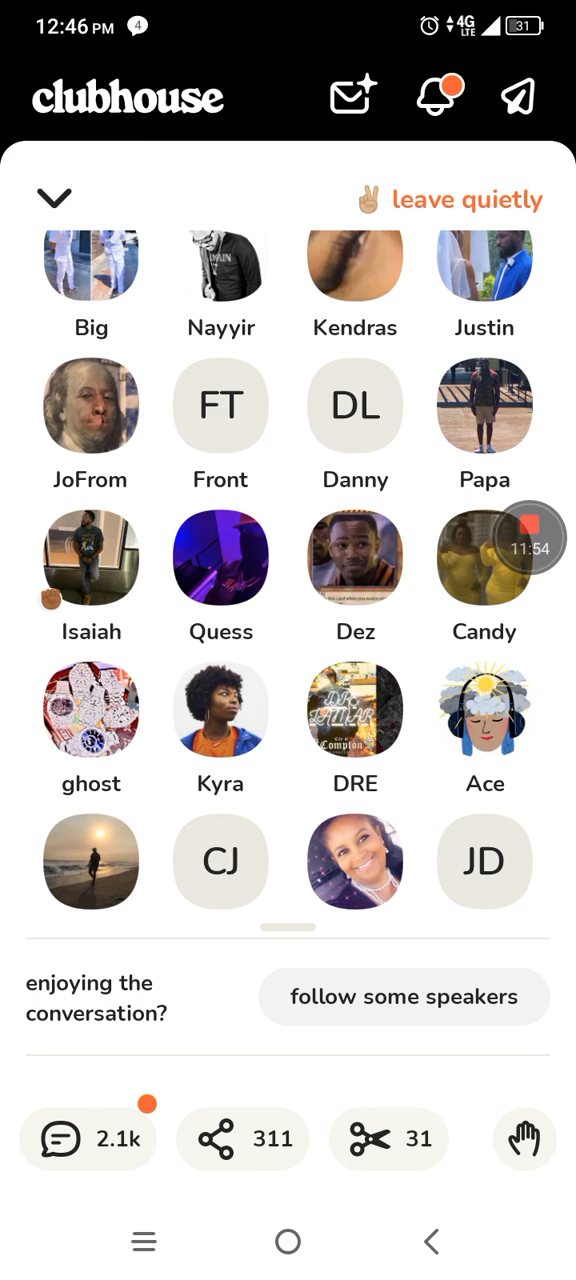 12:46 PM 4 4G LTE 31
clubhouse
leave quietly
Big Nayyir Kendras Justin
FT DL
JoFrom Front Danny Papa
11:54
Isaiah Quess Dez Candy
Compton
ghost Kyra DRE Ace
CJ JD
enjoying the
conversation?
follow some speakers
2.1k 311 31